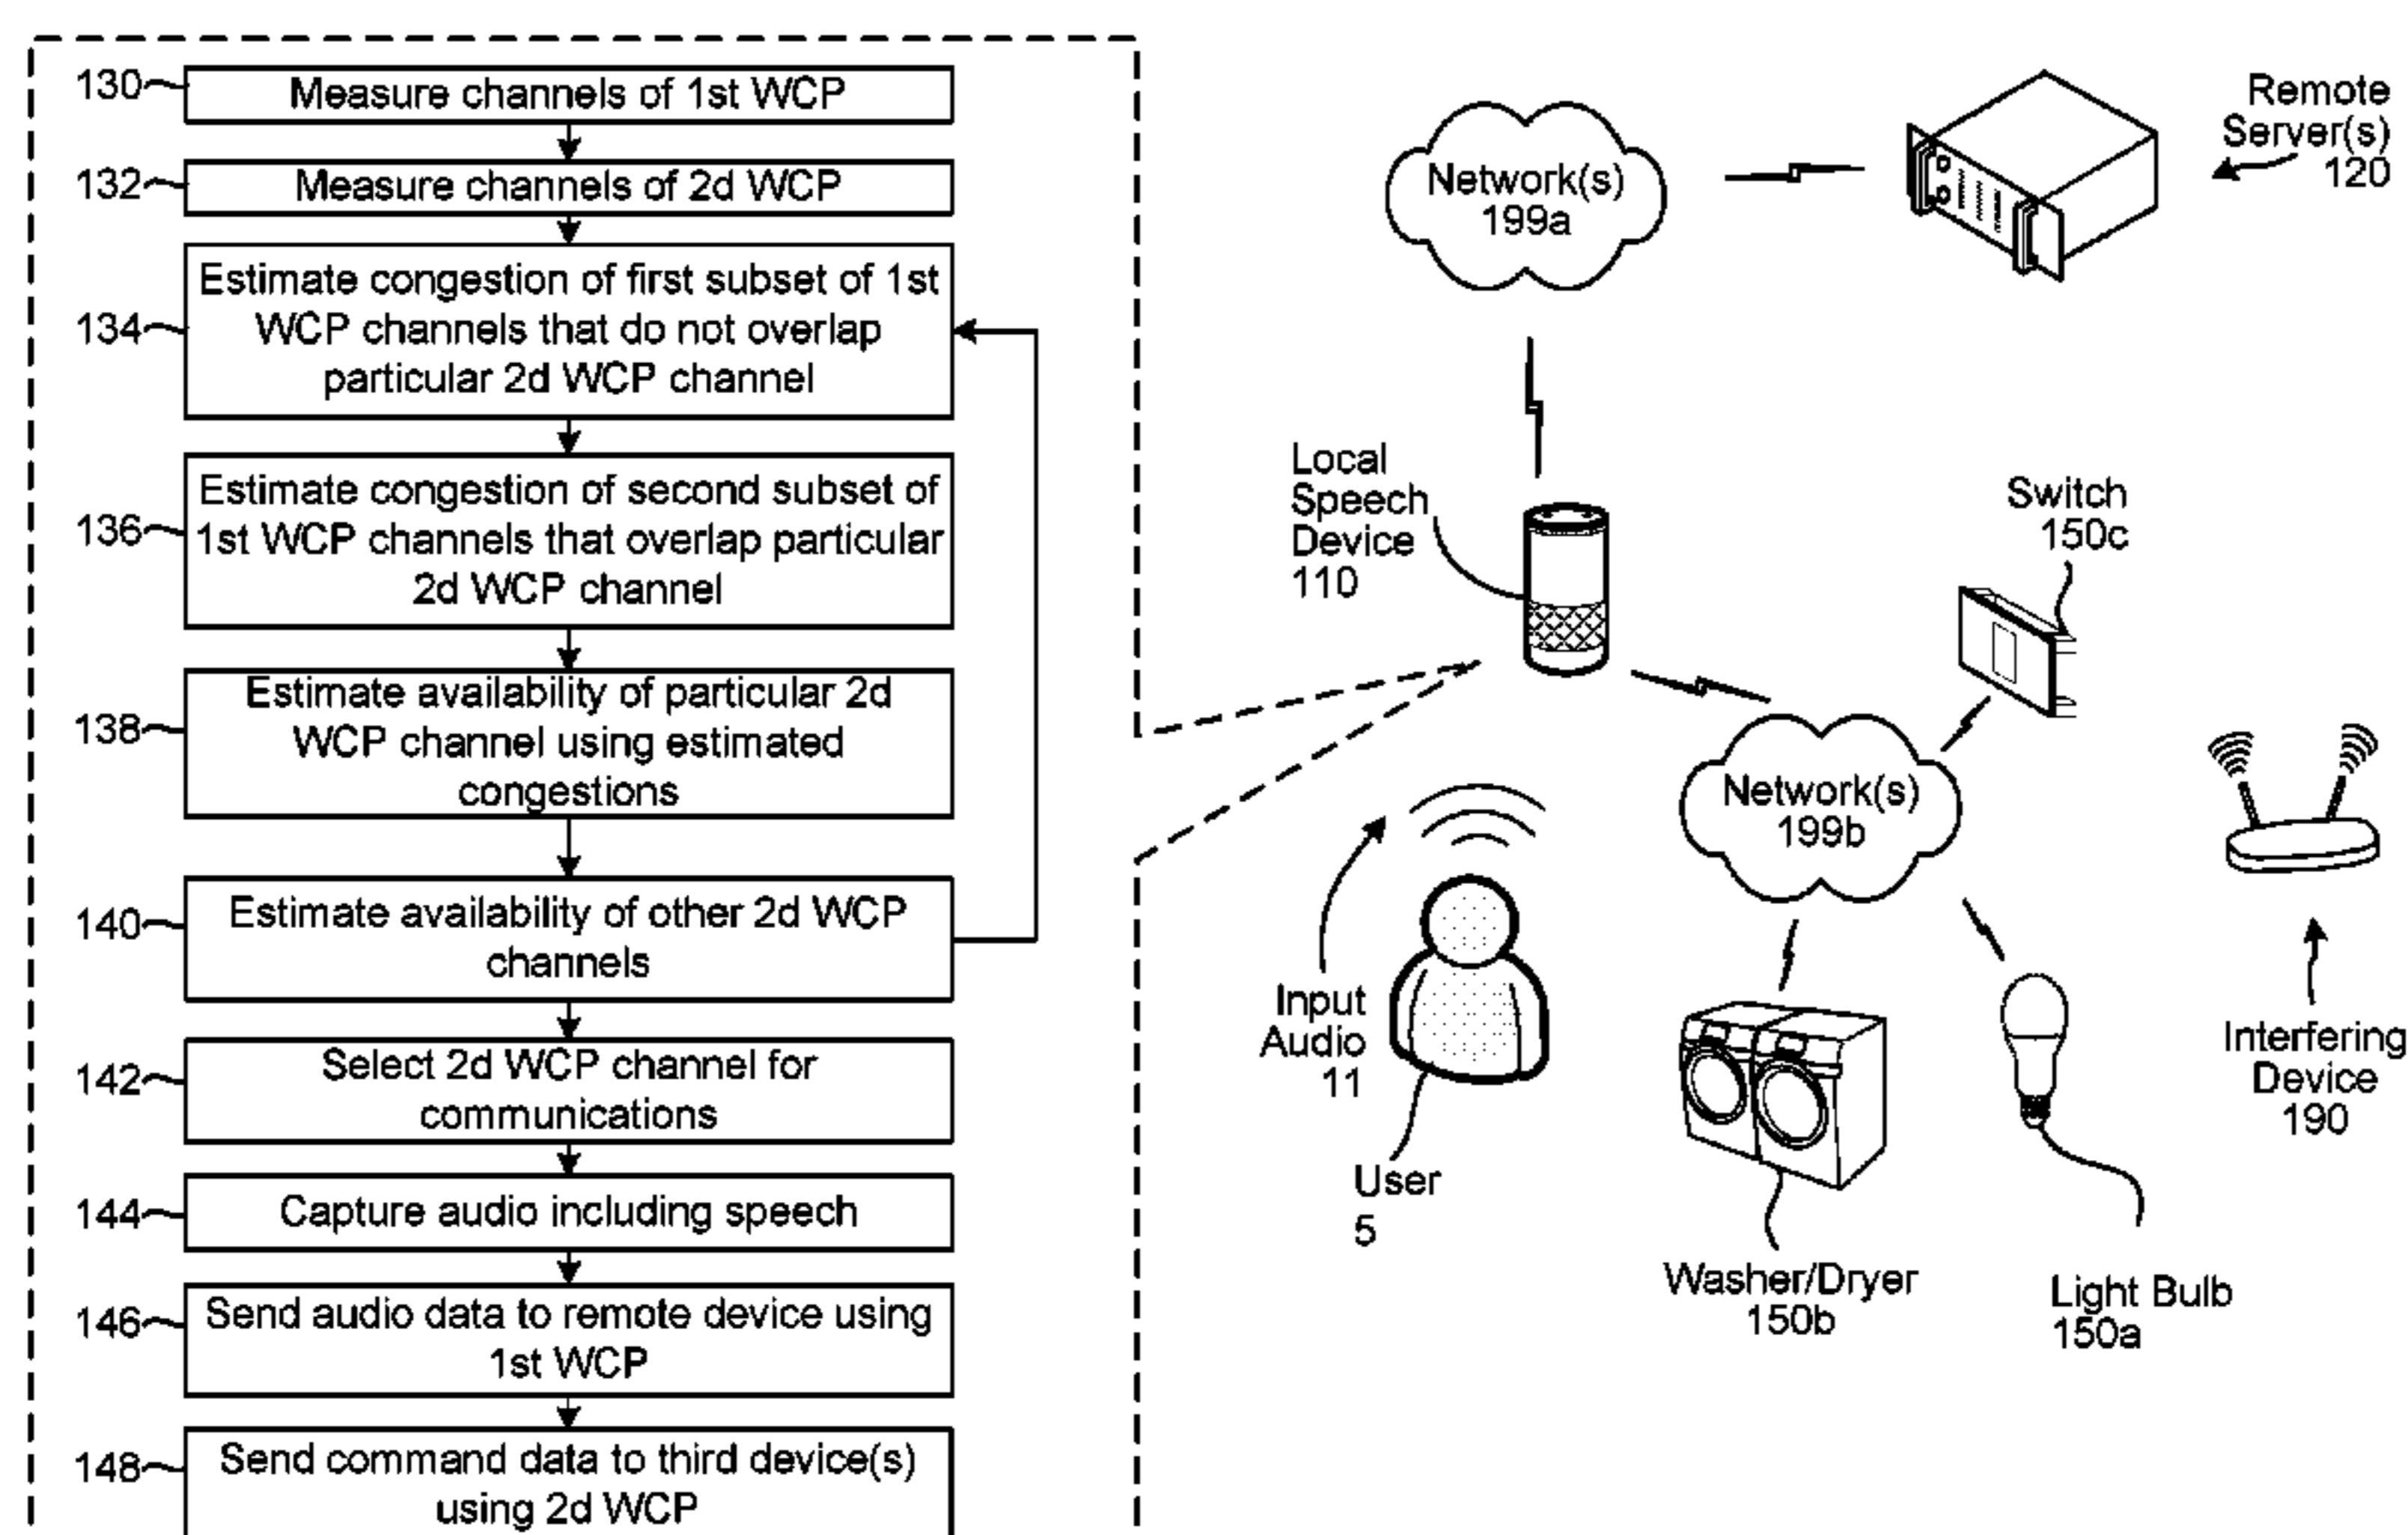 130
Measure channels of 1st WCP
132
Measure channels of 2d WCP
134
Estimate congestion of first subset of 1st
WCP channels that do not overlap
particular 2d WCP channel
136
Estimate congestion of second subset of
1st WCP channels that overlap particular
2d WCP channel
138
Estimate availability of particular 2d
WCP channel using estimated
congestions
140
Estimate availability of other 2d WCP
channels
142
Select 2d WCP channel for
communications
144
Capture audio including speech
146
Send audio data to remote device using
1st WCP
148
Send command data to third device(s)
using 2d WCP
Network(s)
199a
Remote
Server(s)
120
Local
Speech
Device
110
Switch
150c
Network(s)
199b
Input
Audio
11
User
5
Interfering
Device
190
Washer/Dryer
150b
Light Bulb
150a